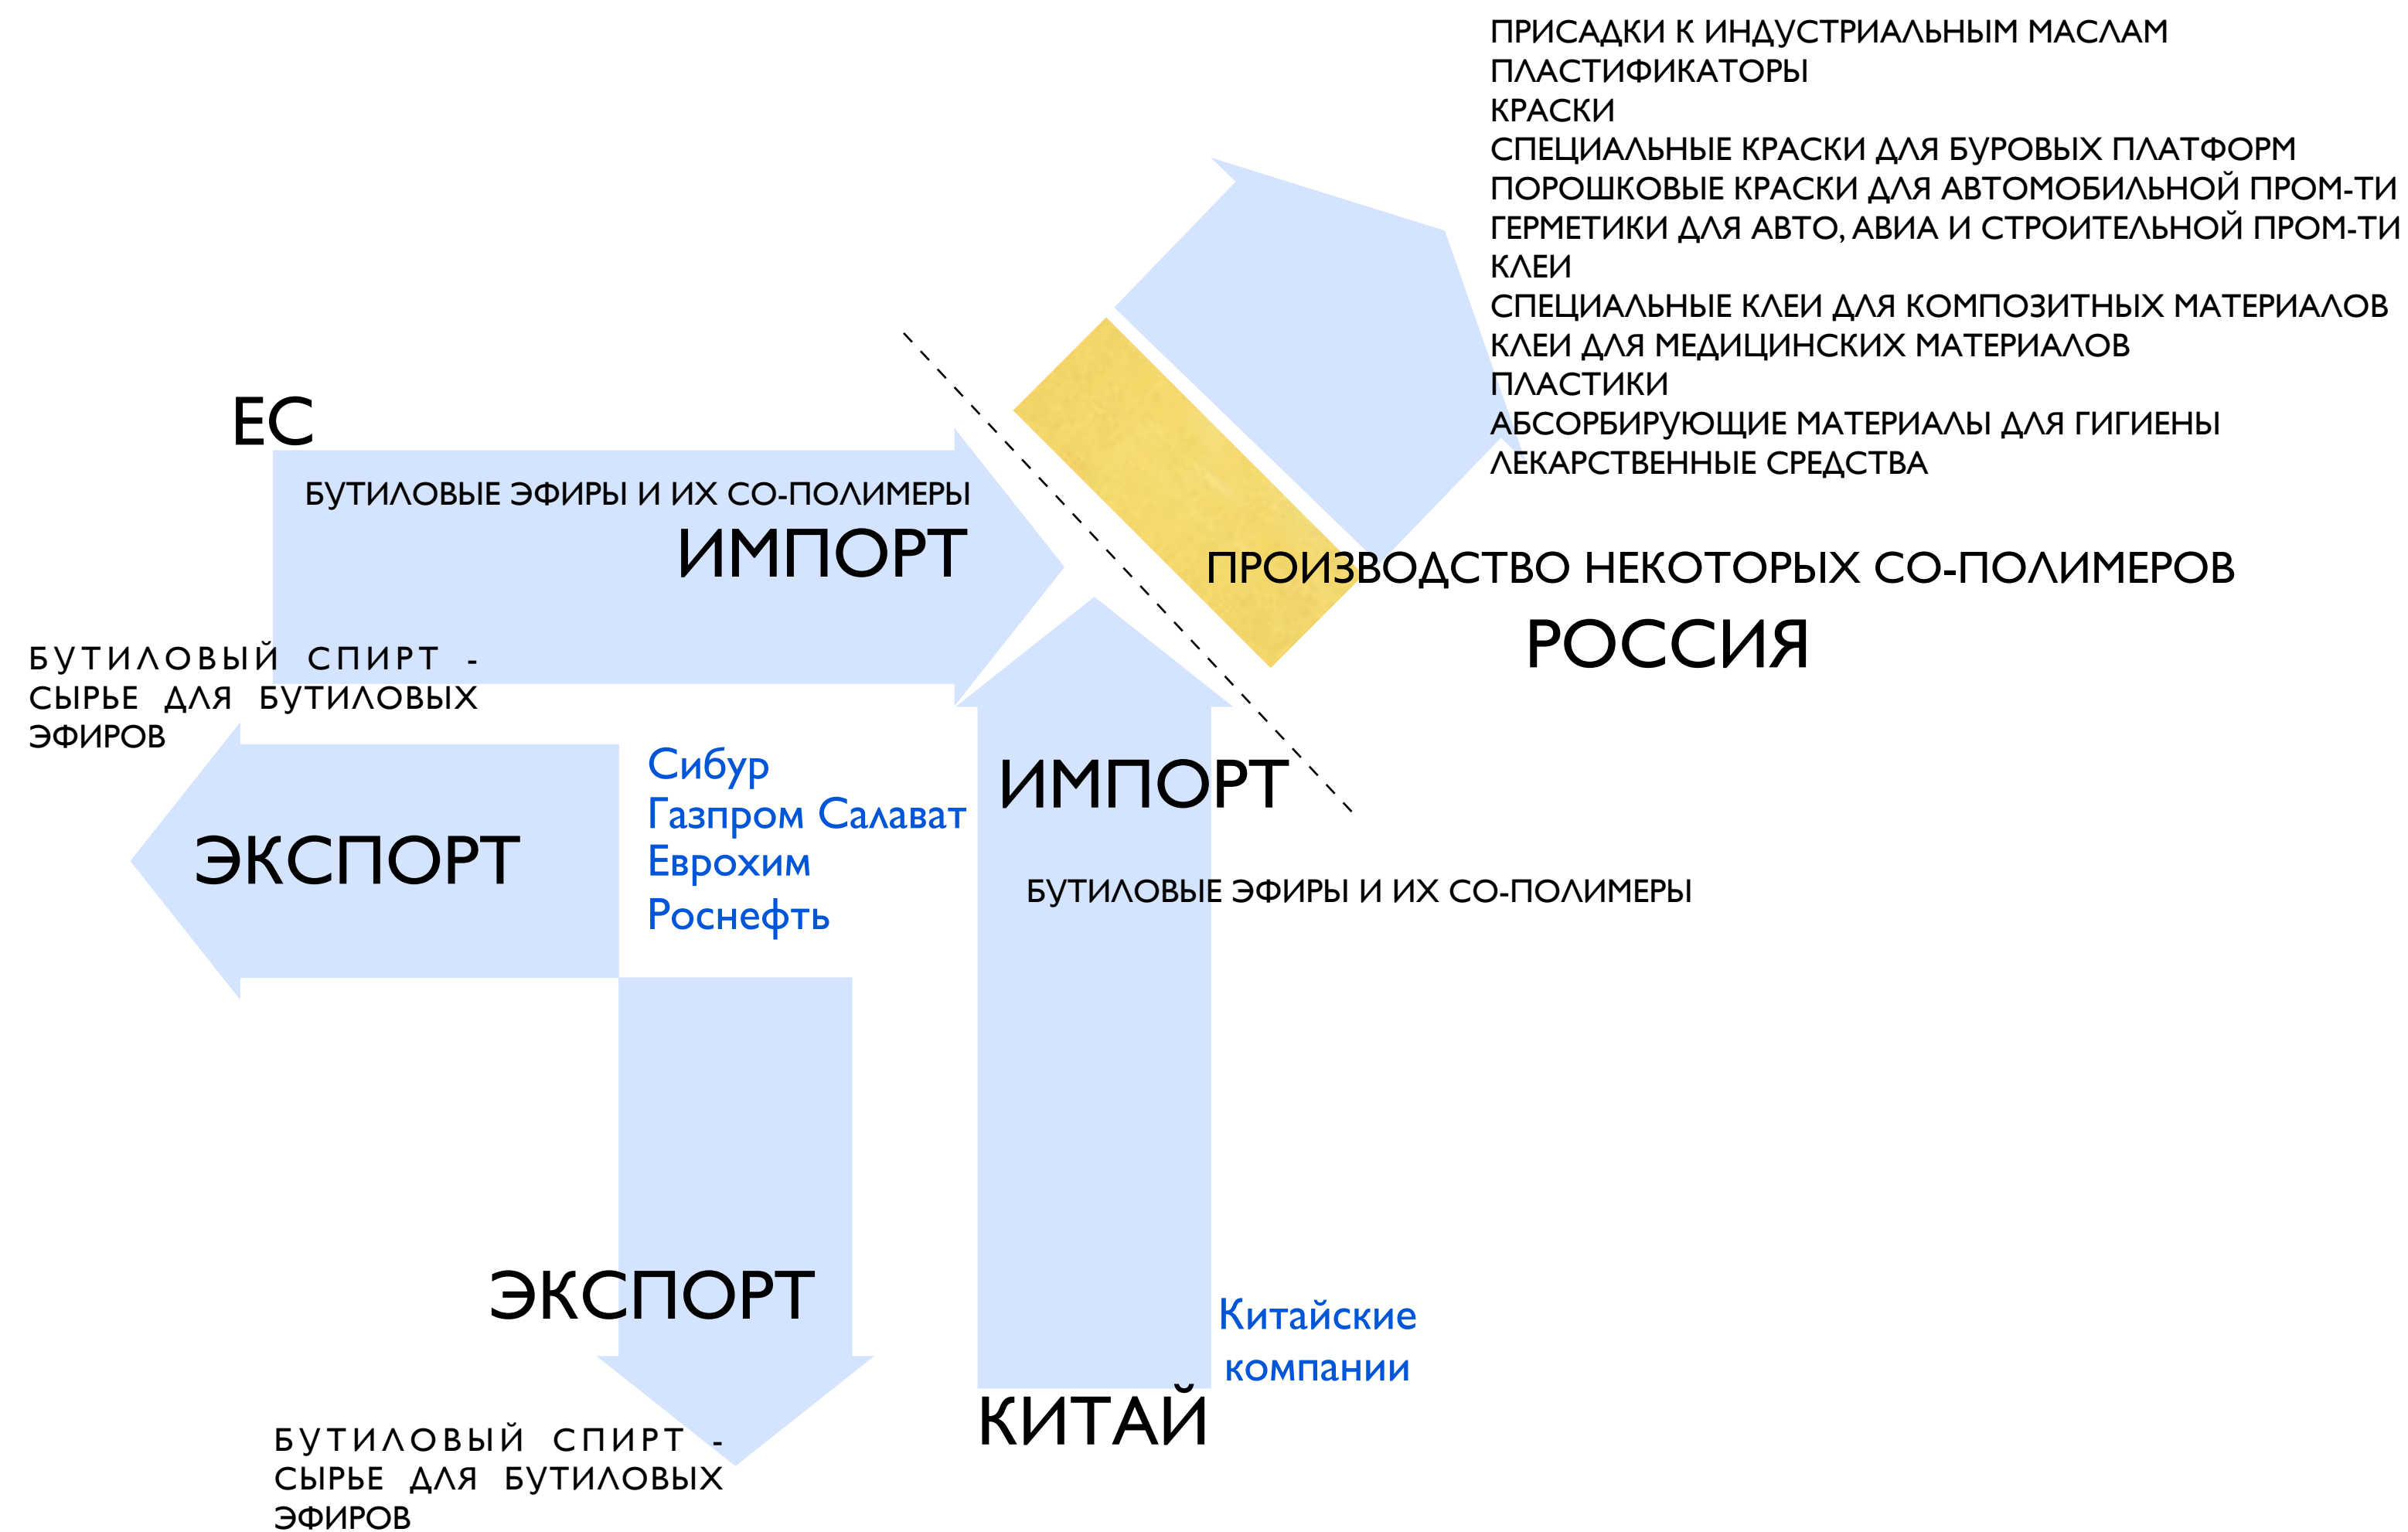 ПРИСАДКИ К ИНДУСТРИАЛЬНЫМ МАСЛАМ
ПЛАСТИФИКАТОРЫ
КРАСКИ
СПЕЦИАЛЬНЫЕ КРАСКИ ДЛЯ БУРОВЫХ ПЛАТФОРМ
ПОРОШКОВЫЕ КРАСКИ ДЛЯ АВТОМОБИЛЬНОЙ ПРОМ-ТИ
ГЕРМЕТИКИ ДЛЯ АВТО, АВИА И СТРОИТЕЛЬНОЙ ПРОМ-ТИ
КЛЕИ
СПЕЦИАЛЬНЫЕ КЛЕИ ДЛЯ КОМПОЗИТНЫХ МАТЕРИАЛОВ
КЛЕИ ДЛЯ МЕДИЦИНСКИХ МАТЕРИАЛОВ
ПЛАСТИКИ
АБСОРБИРУЮЩИЕ МАТЕРИАЛЫ ДЛЯ ГИГИЕНЫ
ЛЕКАРСТВЕННЫЕ СРЕДСТВА
ЕС
БУТИЛОВЫЕ ЭФИРЫ И ИХ СО-ПОЛИМЕРЫ
ИМПОРТ
ПРОИЗВОДСТВО НЕКОТОРЫХ СО-ПОЛИМЕРОВ
РОССИЯ
БУТИЛОВЫЙ СПИРТ -
СЫРЬЕ ДЛЯ БУТИЛОВЫХ
ЭФИРОВ
ЭКСПОРТ
Сибур
Газпром Салават
Еврохим
Роснефть
ИМПОРТ
БУТИЛОВЫЕ ЭФИРЫ И ИХ СО-ПОЛИМЕРЫ
ЭКСПОРТ
Китайские
компании
КИТАЙ
БУТИЛОВЫЙ СПИРТ -
СЫРЬЕ ДЛЯ БУТИЛОВЫХ
ЭФИРОВ